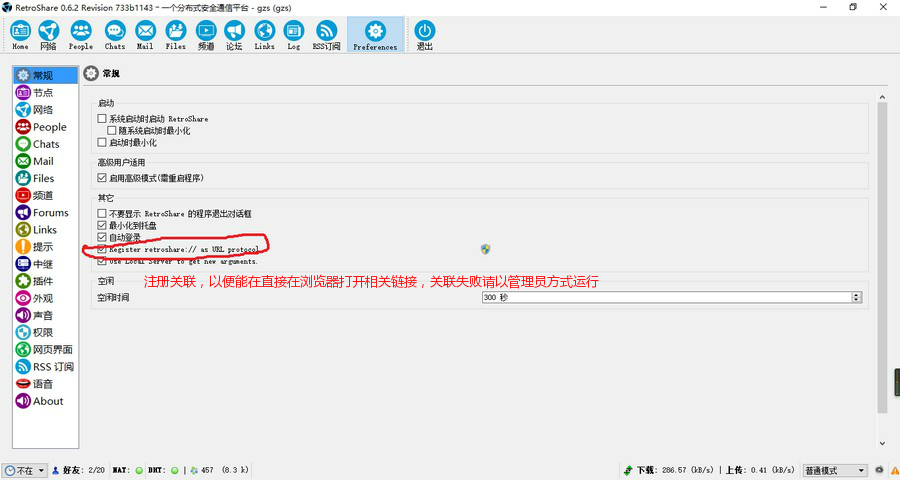 RetroShare 0.6.2 Revision 733b1143 - 一个分布式安全通信平台 - gzs (gzs)
Home 网络 People Chats Mail Files 频道 论坛 Links Log RSS订阅 Preferences 退出
常规
节点
网络
People
Chats
Mail
Files
频道
Forums
Links
提示
中继
插件
外观
声音
权限
网页界面
RSS 订阅
语音
About
常规
启动
系统启动时启动 RetroShare
随系统启动时最小化
启动时最小化
高级用户适用
启用高级模式(需重启程序)
其它
不要显示 RetroShare 的程序退出对话框
最小化到托盘
自动登录
Register retroshare:// as URL protocol
Use Local Server to get new arguments.
注册关联，以便能在直接在浏览器打开相关链接，关联失败请以管理员方式运行
空闲
空闲时间
300 秒
不在 好友: 2/20 NAT: DHT: | 457 (8.3 k)
下载: 286.57 (kB/s) | 上传: 0.41 (kB/s) 普通模式